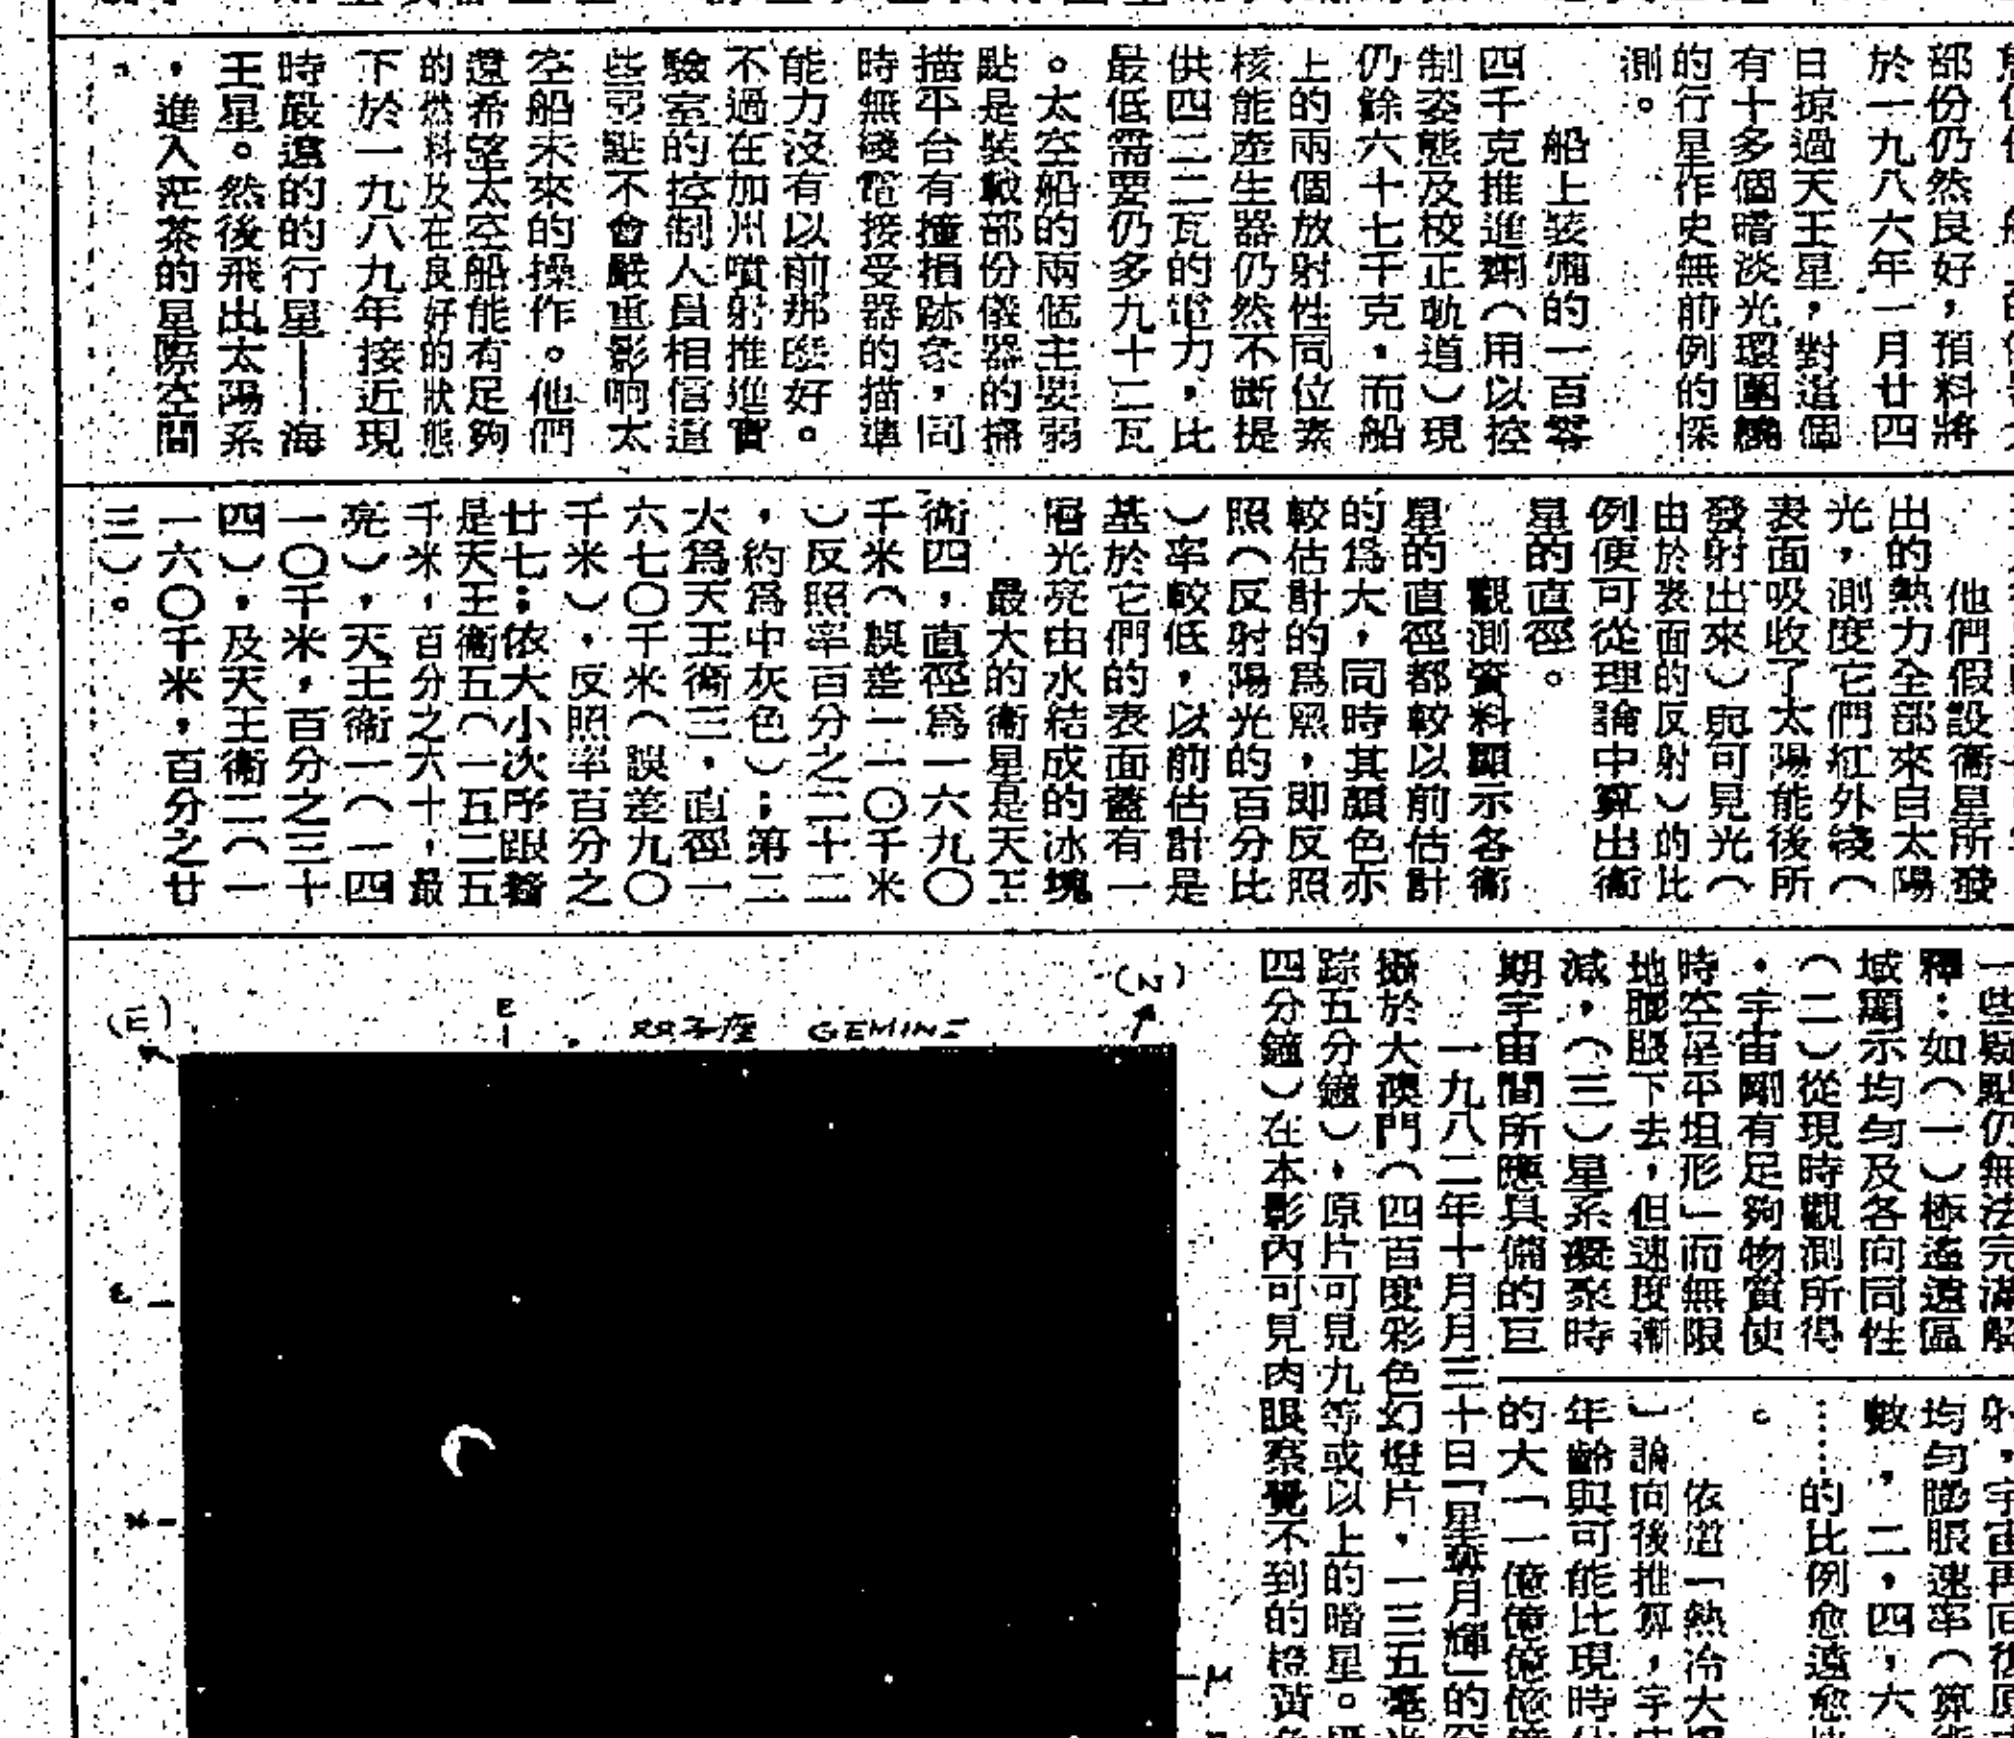 部份仍然良好，預料將
於一九八六年一月廿四
日掠過天王星，對這個
有十多個暗淡光環圍繞
的行星作史無前例的探
測。
船上裝備的一百零
四千克推進劑（用以控
制姿態及校正軌道）現
仍餘六十七千克，而船
上的兩個放射性同位素
核能產生器仍然不斷提
供四二二瓦的電力，比
最低需要仍多九十二瓦
。太空船的兩個主要弱
點是裝載部份儀器的掃
描平台有撞損跡象，同
時無綫電接受器的描準
能力沒有以前那麼好。
不過在加州噴射推進實
驗室的控制人員相信這
些弱點不會嚴重影响太
空船未來的操作。他們
還希望太空船能有足夠
的燃料及在良好的狀態
下於一九八九年接近現
時最遠的的行星——海
王星。然後飛出太陽系
，進入茫茶的星際空間
。
他們假設衞星所發
出的熱力全部來自太陽
光，測度它們紅外綫（
表面吸收了太陽能後所
發射出來）與可見光（
由於表面的反射）的比
例便可從理論中算出衞
星的直徑。
觀測資料顯示各衞
星的直徑都較以前估計
的爲大，同時其顏色亦
較估計的爲黑，即反照
照（反射陽光的百分比
）率較低，以前估計是
基於它們的表面蓋有一
層光亮由水結成的冰塊
最大的衞星是天王
衞四，直徑爲一六九〇
千米（誤差一一〇千米
）反照率百分之二十二
，約爲中灰色）；第二
大爲天王衞三，直徑一
六七〇千米（誤差九〇
千米），反照率百分之
廿七；依大小次序跟着
是天王衞五（一五二五
千米，百分之六十，最
亮），天王衞一（一四
一〇千米，百分之三十
四），及天王衞二（一
一六〇千米，百分之廿
三）。
一些疑點仍無法完滿解
釋：如（一）極遙遠區
域顯示均勻及各向同性
（二）從現時觀測所得
，宇宙剛有足夠物質使
時空呈平坦形」而無限
地膨脹下去，但速度漸
減，（三）星系凝聚時
期宇宙間所應具備的巨
均勻膨脹速率（算
數，二，四，六
……的比例愈遠愈
。
依這「熱冷大
」論向後推算，宇
年齡與可能比現時
的大「一億億億億
一九八二年十月月三十日「星奔月輝」的
攝於大澳門（四百度彩色幻燈片，一三五毫
踪五分鐘），原片可見九等或以上的暗星。
四分鐘）在本影內可見肉眼察覺不到的橙黃
(E)
E
双子座 GEMINI
(N)
ε
μ